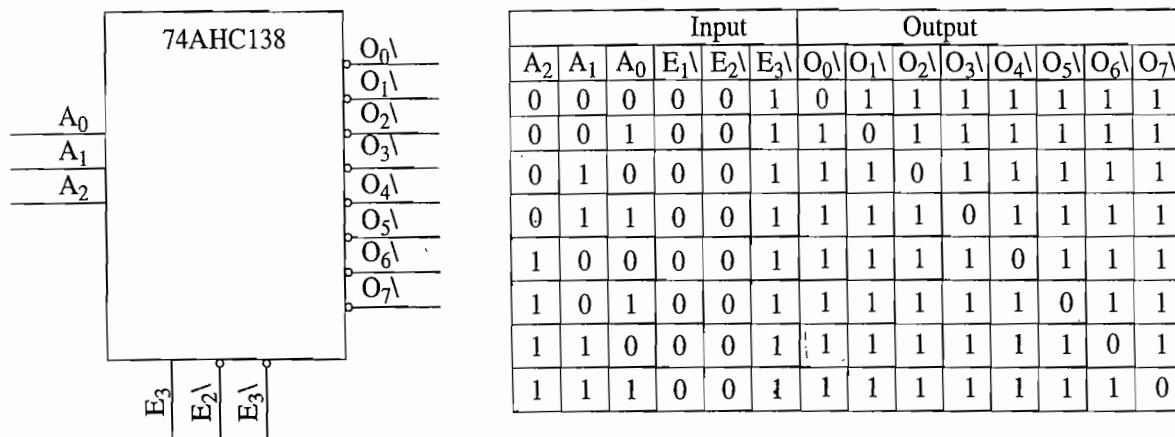 74AHC138
O₀\
O₁\
O₂\
O₃\
O₄\
O₅\
O₆\
O₇\
A₀
A₁
A₂
E₃
E₂\
E₃\
Input Output
A₂ A₁ A₀ E₁\ E₂\ E₃\ O₀\ O₁\ O₂\ O₃\ O₄\ O₅\ O₆\ O₇\
0 0 0 0 0 1 0 1 1 1 1 1 1 1
0 0 1 0 0 1 1 0 1 1 1 1 1 1
0 1 0 0 0 1 1 1 0 1 1 1 1 1
0 1 1 0 0 1 1 1 1 0 1 1 1 1
1 0 0 0 0 1 1 1 1 1 0 1 1 1
1 0 1 0 0 1 1 1 1 1 1 0 1 1
1 1 0 0 0 1 1 1 1 1 1 1 0 1
1 1 1 0 0 1 1 1 1 1 1 1 1 0